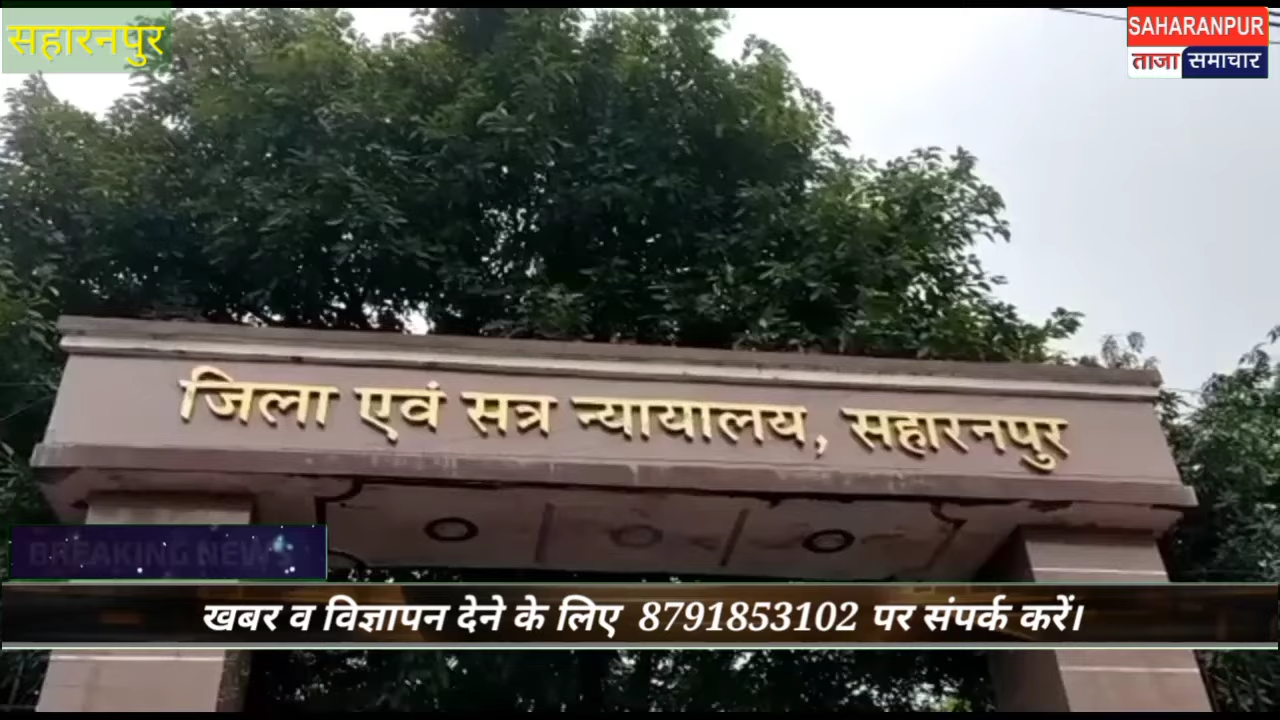 सहारनपुर
SAHARANPUR
ताजा समाचार
जिला एवं सत्र न्यायालय, सहारनपुर
BREAKING NEWS
खबर व विज्ञापन देने के लिए 8791853102 पर संपर्क करें।